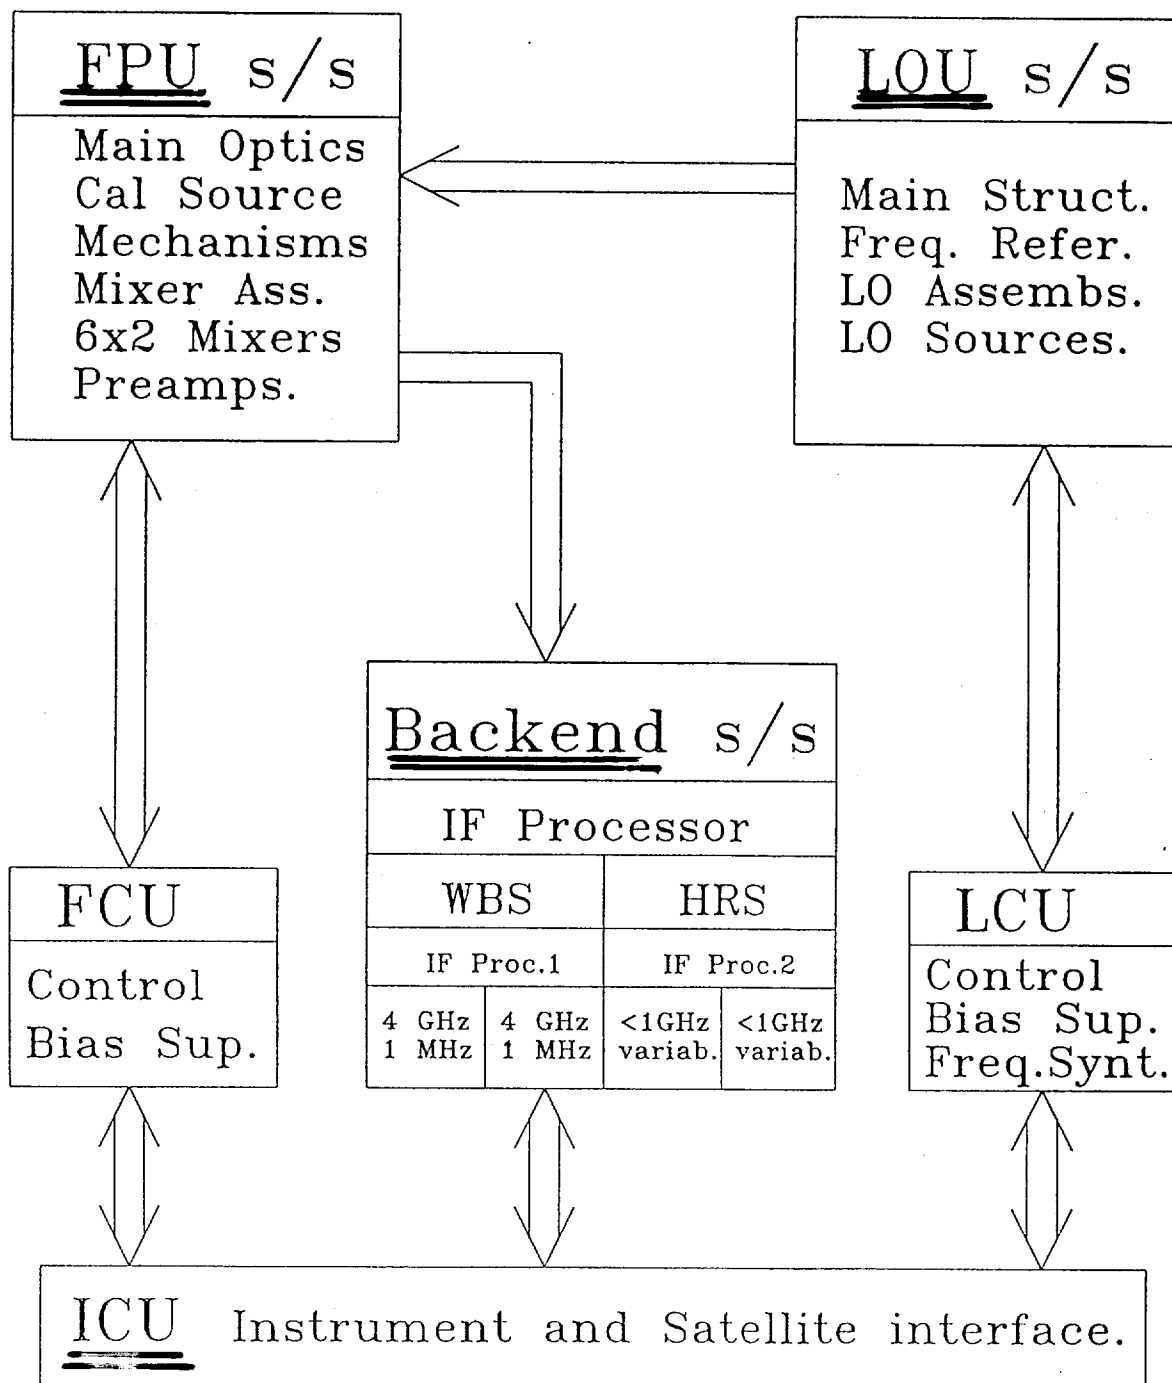 FPU s/s
Main Optics
Cal Source
Mechanisms
Mixer Ass.
6x2 Mixers
Preamps.
LOU s/s
Main Struct.
Freq. Refer.
LO Assembs.
LO Sources.
Backend s/s
IF Processor
WBS HRS
IF Proc.1 IF Proc.2
4 GHz 4 GHz <1GHz <1GHz
1 MHz 1 MHz variab. variab.
FCU
Control
Bias Sup.
LCU
Control
Bias Sup.
Freq.Synt.
ICU Instrument and Satellite interface.